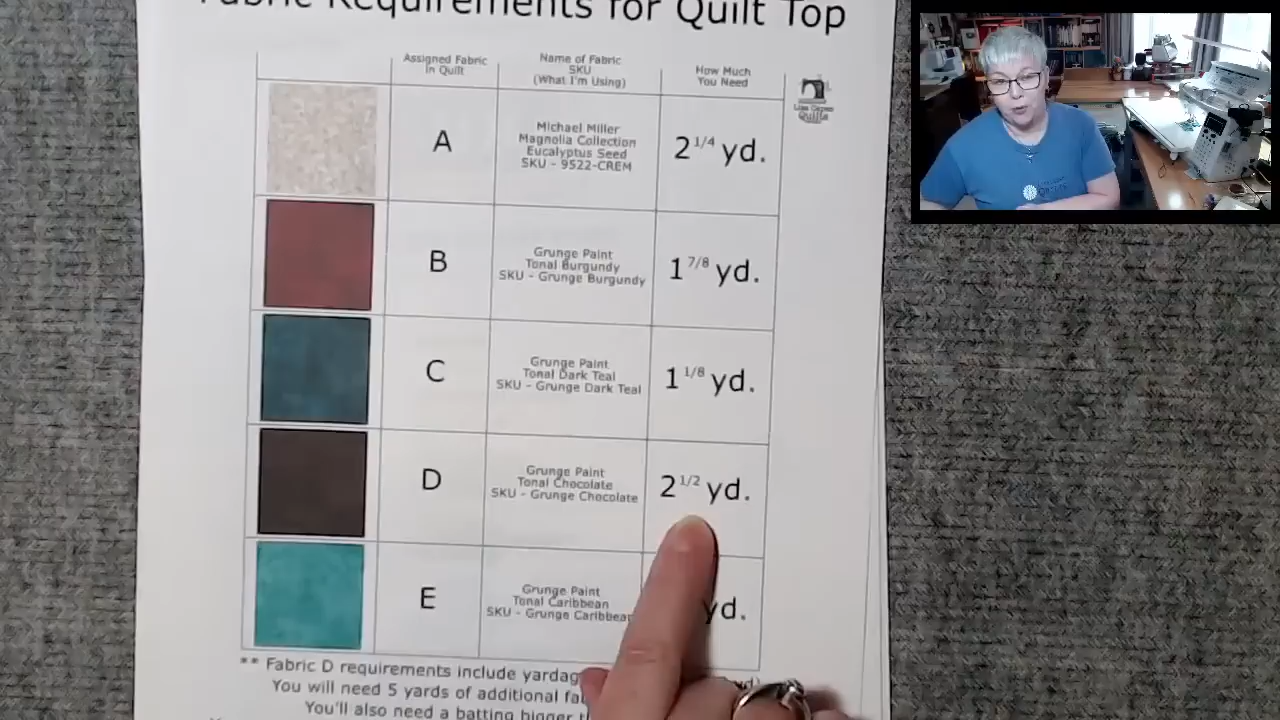 Fabric Requirements for Quilt Top
Assigned Fabric
in Quilt
Name of Fabric
SKU
(What I'm Using)
How Much
You Need
A
Michael Miller
Magnolia Collection
Eucalyptus Seed
SKU - 9522-CREM
2 1/4 yd.
B
Grunge Paint
Tonal Burgundy
SKU - Grunge Burgundy
1 7/8 yd.
C
Grunge Paint
Tonal Dark Teal
SKU - Grunge Dark Teal
1 1/8 yd.
D
Grunge Paint
Tonal Chocolate
SKU - Grunge Chocolate
2 1/2 yd.
E
Grunge Paint
Tonal Caribbean
SKU - Grunge Caribbean
yd.
** Fabric D requirements include
You will need 5 yards of additional
You'll also need a batting bigger